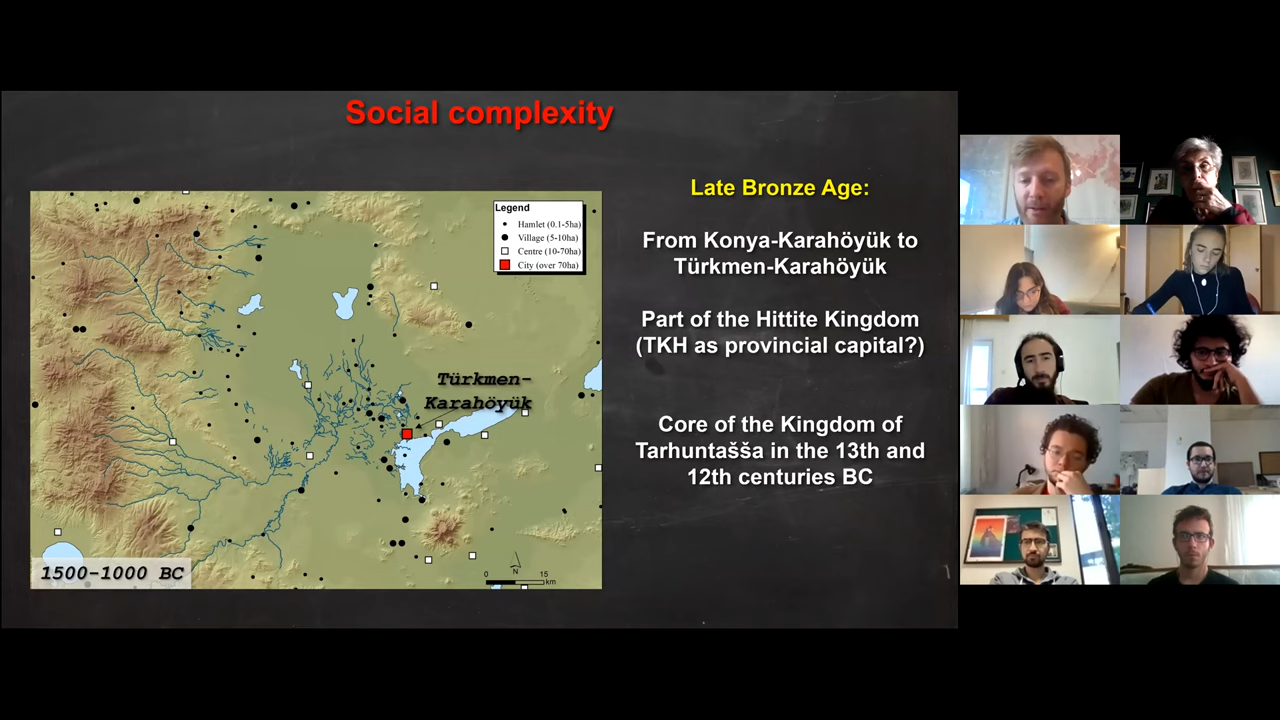 Social complexity
Legend
Hamlet (0.1-5ha)
Village (5-10ha)
Centre (10-70ha)
City (over 70ha)
Türkmen-
Karahöyük
1500-1000 BC
N
0 15
km
Late Bronze Age:
From Konya-Karahöyük to
Türkmen-Karahöyük
Part of the Hittite Kingdom
(TKH as provincial capital?)
Core of the Kingdom of
Tarhuntašša in the 13th and
12th centuries BC